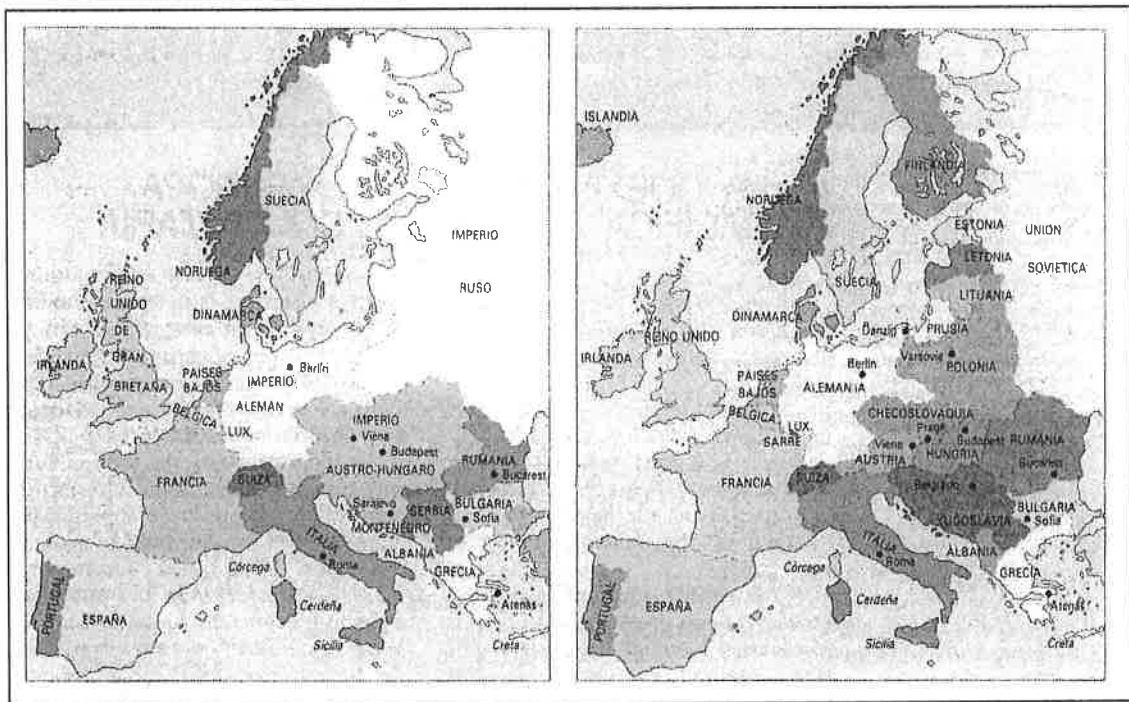 SUECIA
IMPERIO
RUSO
NORUEGA
REINO
UNIDO
DE
GRAN
BRETAÑA
IRLANDA
DINAMARCA
PAISES
BAJOS
BELGICA
LUX.
Berlín
IMPERIO
ALEMAN
IMPERIO
Viena
Budapest
AUSTRO-HUNGARO
RUMANIA
Bucarest
FRANCIA
SUIZA
Sarajevo
SERBIA
MONTENEGRO
BULGARIA
Sofía
ITALIA
Roma
ALBANIA
GRECIA
Atenas
Córcega
Cerdeña
Sicilia
Creta
PORTUGAL
ESPAÑA
ISLANDIA
FINLANDIA
NORUEGA
ESTONIA
UNION
SOVIETICA
LETONIA
SUECIA
LITUANIA
DINAMARCA
Danzig
PRUSIA
REINO UNIDO
IRLANDA
Varsovia
POLONIA
Berlín
PAISES
BAJOS
ALEMANIA
BELGICA
LUX.
SARRE
CHECOSLOVAQUIA
Praga
Viena
Budapest
AUSTRIA
HUNGRIA
RUMANIA
Bucarest
FRANCIA
SUIZA
Belgrado
YUGOSLAVIA
BULGARIA
Sofía
ITALIA
Roma
ALBANIA
GRECIA
Atenas
Córcega
Cerdeña
Sicilia
Creta
PORTUGAL
ESPAÑA